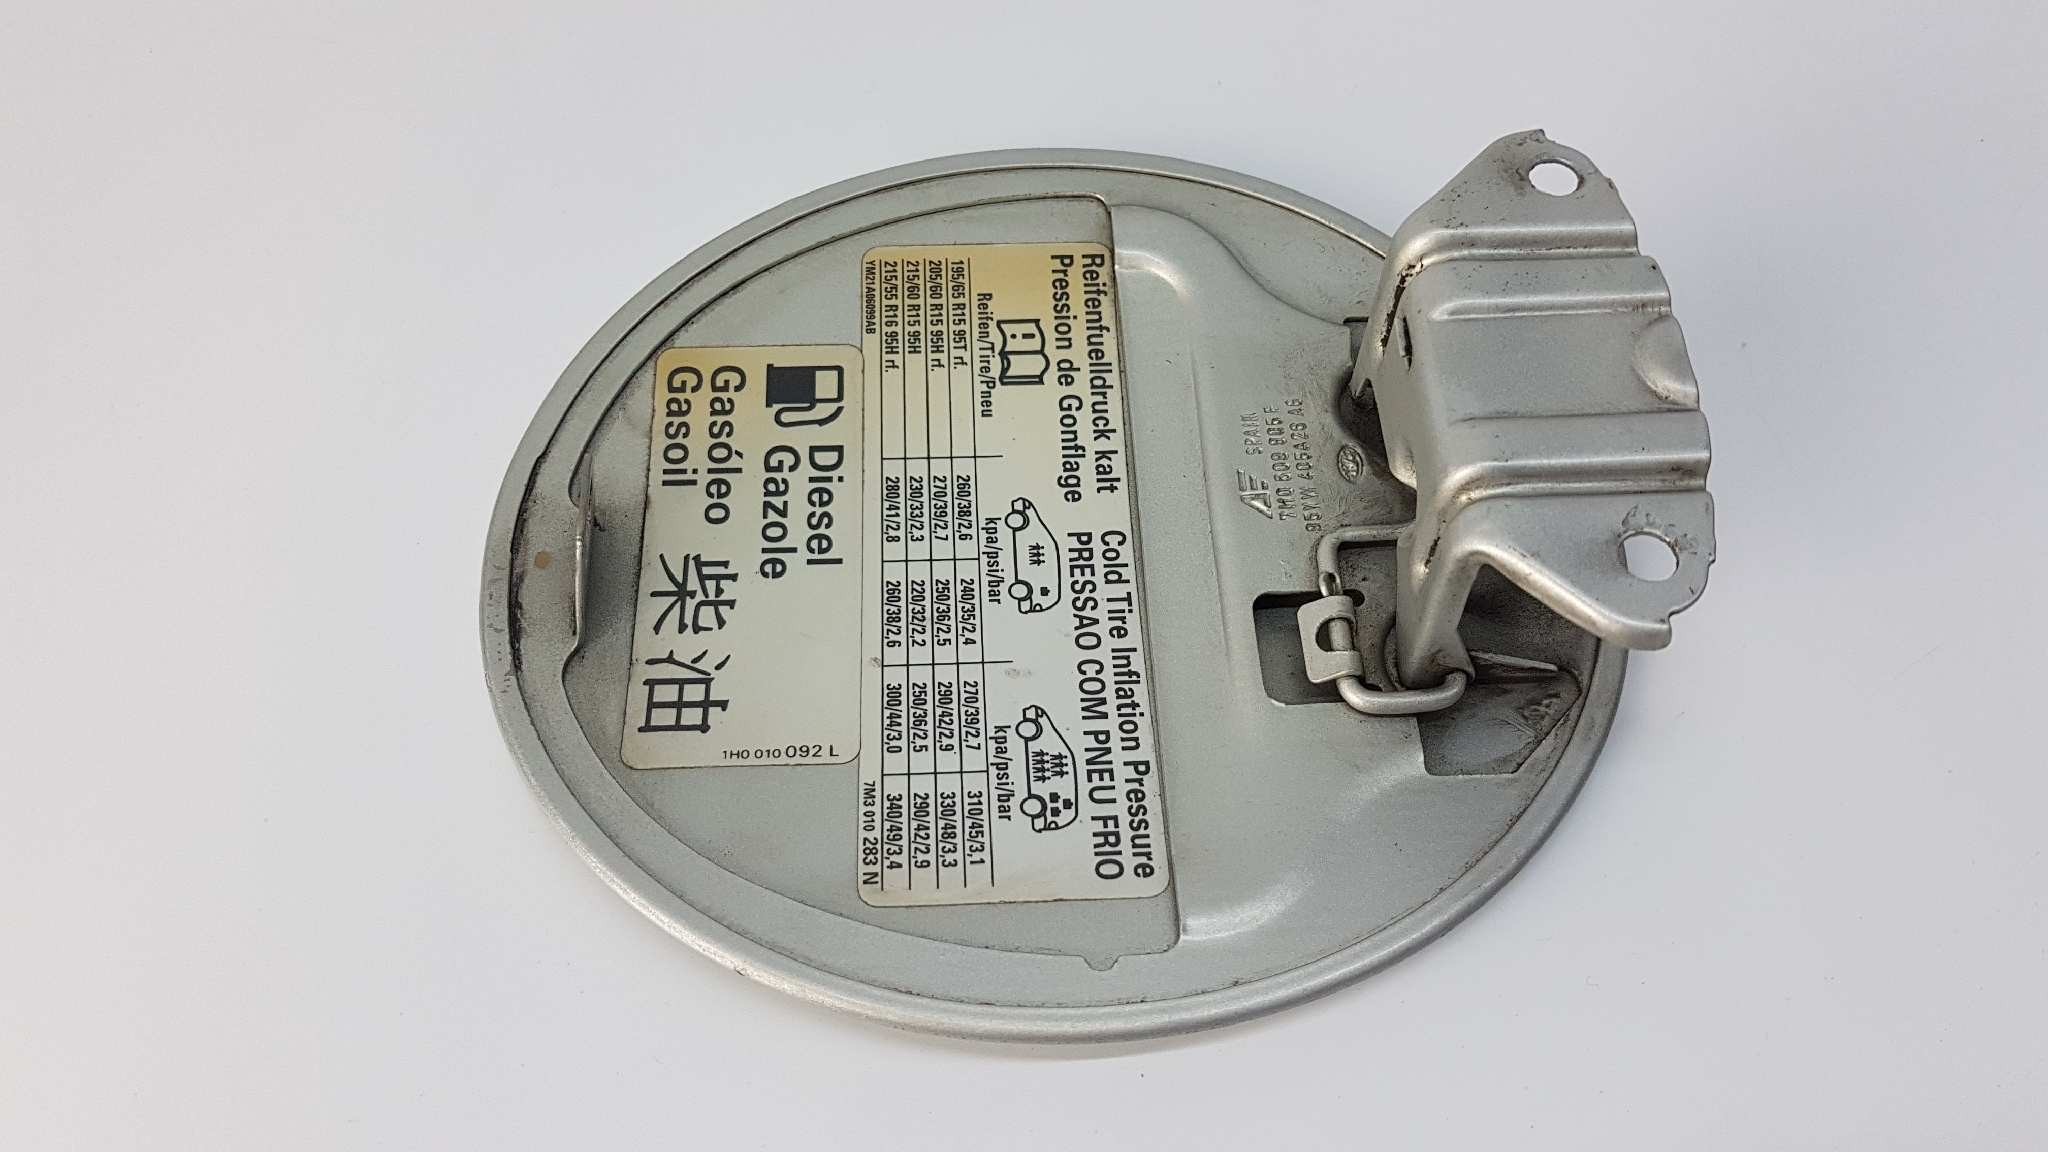 Reifenfuelldruck kalt Cold Tire Inflation Pressure
Pression de Gonflage PRESSAO COM PNEU FRIO
Reifen/Tire/Pneu kpa/psi/bar kpa/psi/bar
195/65 R15 95T rf. 260/38/2,6 240/35/2,4 270/39/2,7 310/45/3,1
205/60 R15 95H rf. 270/39/2,7 250/36/2,5 290/42/2,9 330/48/3,3
215/60 R15 95H 230/33/2,3 220/32/2,2 250/36/2,5 290/42/2,9
215/55 R16 95H rf. 280/41/2,8 260/38/2,6 300/44/3,0 340/49/3,4
YM21A06099AB 7M3 010 283 N
Diesel
Gazole
Gasóleo 柴油
Gasoil
1H0 010 092 L
SPAIN